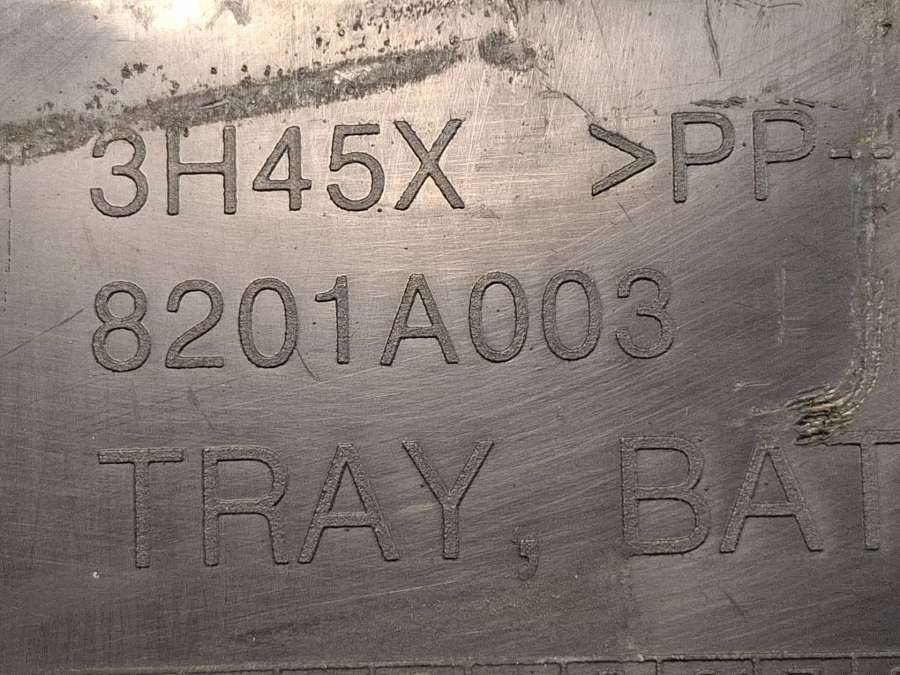 3H45X >PP-
8201A003
TRAY, BAT